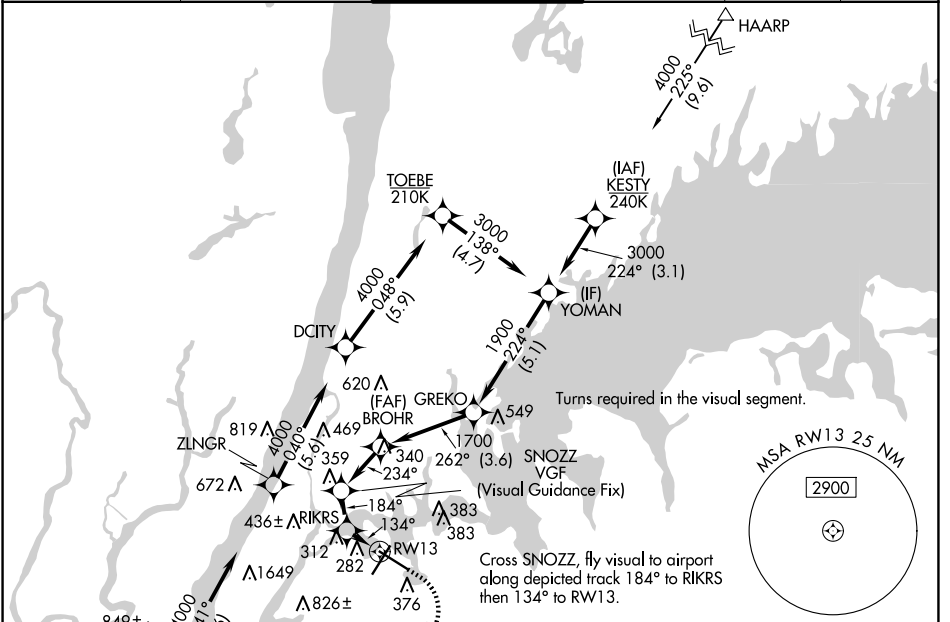 HAARP
4000
225°
(9.6)
(IAF)
KESTY
240K
TOEBE
210K
3000
138°
(4.7)
3000
224° (3.1)
(IF)
YOMAN
4000
048°
(5.9)
DCITY
1900
224°
(5.1)
620
(FAF)
BROHR
GREKO
549
Turns required in the visual segment.
819
469
ZLNGR
4000
040°
(5.6)
359
340
234°
1700
262° (3.6)
SNOZZ
VGF
(Visual Guidance Fix)
672
184°
436±
RIKRS
134°
383
383
312
282
RW13
MSA RW13 25 NM
2900
Cross SNOZZ, fly visual to airport
along depicted track 184° to RIKRS
then 134° to RW13.
1649
826±
376